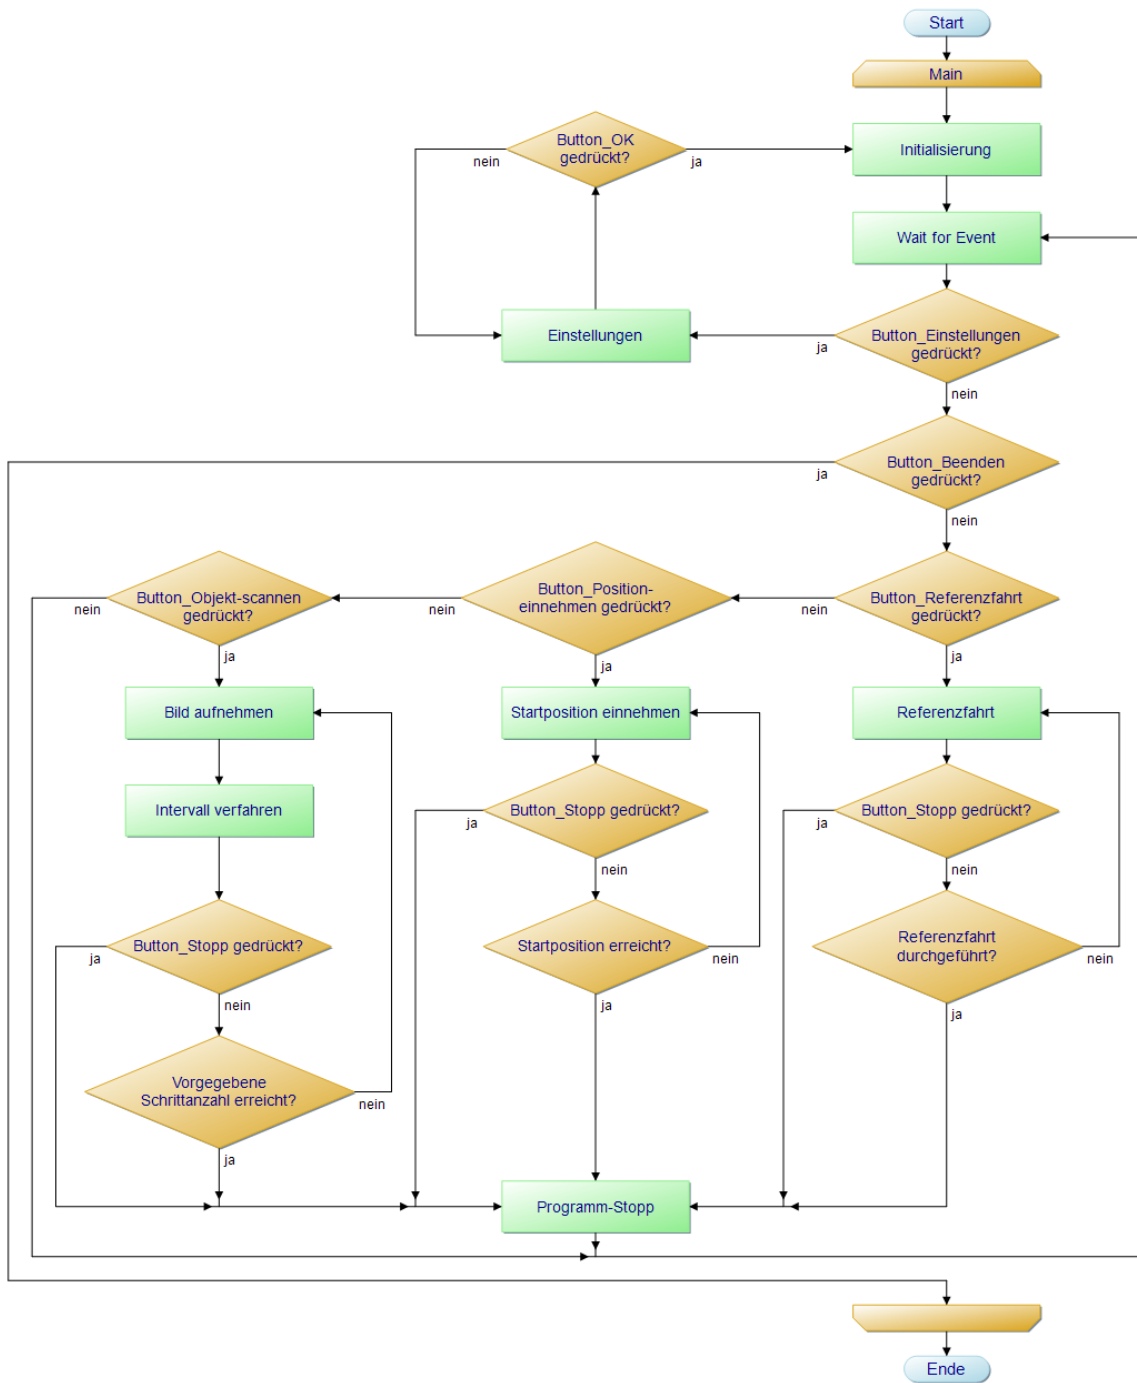 Start
Main
Button_OK
gedrückt?
nein
ja
Initialisierung
Wait for Event
Einstellungen
Button_Einstellungen
gedrückt?
ja
nein
Button_Beenden
gedrückt?
ja
nein
Button_Objekt-scannen
gedrückt?
nein
ja
Button_Position-
einnehmen gedrückt?
nein
ja
Button_Referenzfahrt
gedrückt?
nein
ja
Bild aufnehmen
Startposition einnehmen
Referenzfahrt
Intervall verfahren
Button_Stopp gedrückt?
ja
nein
Button_Stopp gedrückt?
ja
nein
Button_Stopp gedrückt?
ja
nein
Startposition erreicht?
nein
ja
Referenzfahrt
durchgeführt?
nein
ja
Vorgegebene
Schrittanzahl erreicht?
nein
ja
Programm-Stopp
Ende